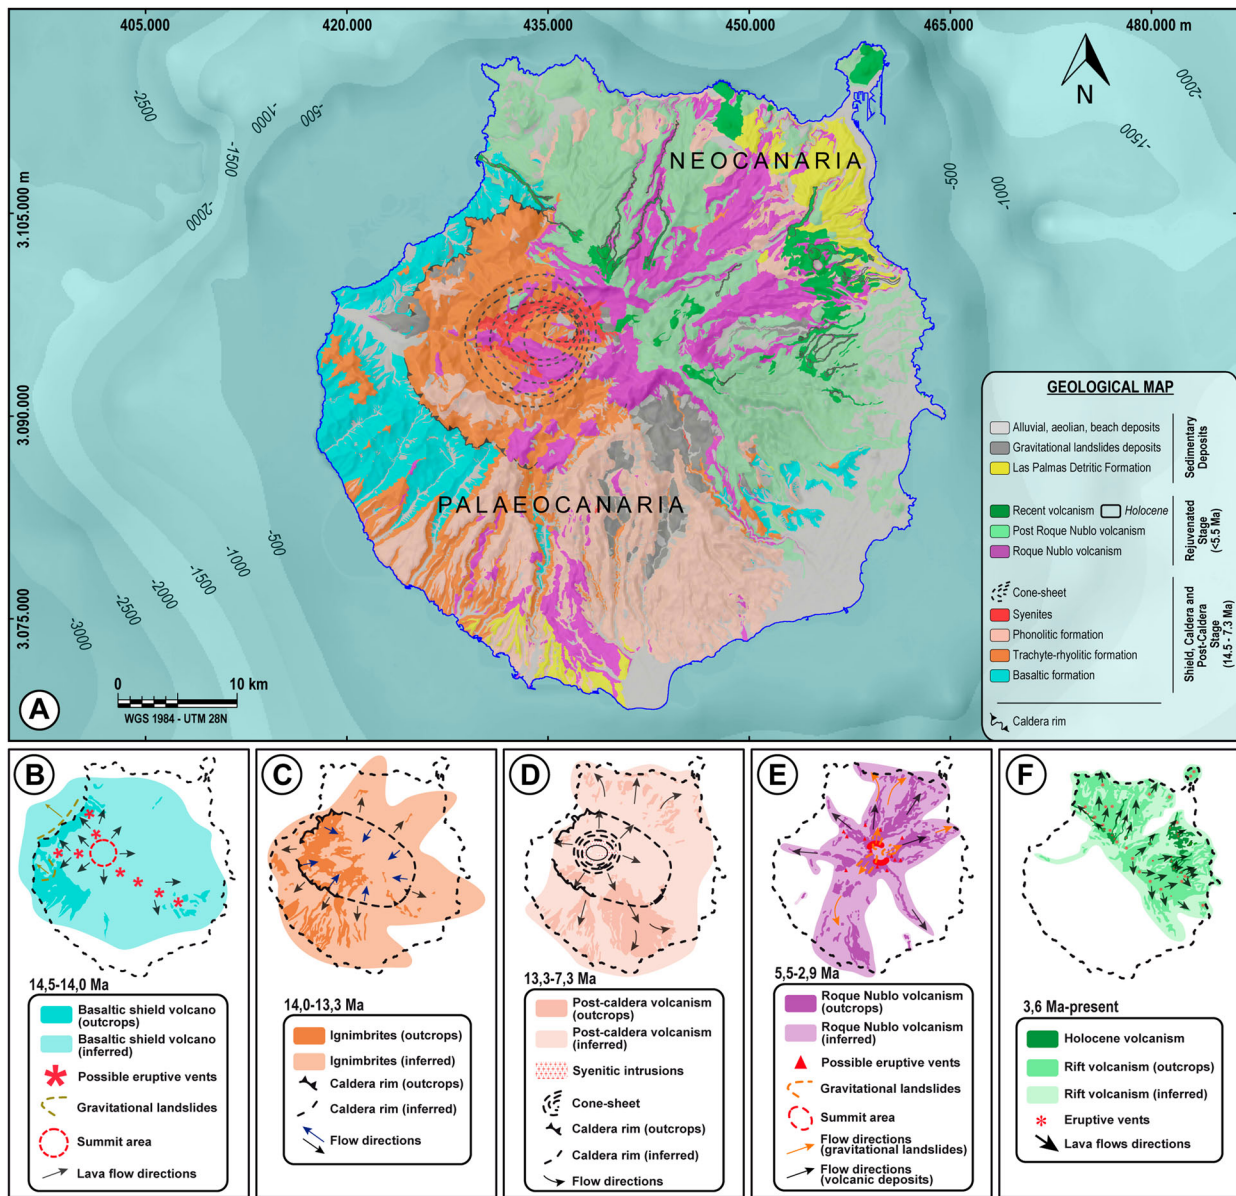 405.000
420.000
435.000
450.000
465.000
480.000 m
3.105.000 m
3.090.000
3.075.000
-2500
-1000
-500
-1500
-2000
-2000
-1500
-1000
-500
-500
-1000
-1500
-2000
-2500
-3000
N
NEOCANARIA
PALAEOCANARIA
0
10 km
WGS 1984 - UTM 28N
A
GEOLOGICAL MAP
Alluvial, aeolian, beach deposits
Gravitational landslides deposits
Las Palmas Detritic Formation
Sedimentary
Deposits
Recent volcanism
Holocene
Post Roque Nublo volcanism
Roque Nublo volcanism
Rejuvenated
Stage
(<5.5 Ma)
Cone-sheet
Syenites
Phonolitic formation
Trachyte-rhyolitic formation
Basaltic formation
Shield, Caldera and
Post-Caldera
Stage
(14.5 - 7.3 Ma)
Caldera rim
B
14,5-14,0 Ma
Basaltic shield volcano
(outcrops)
Basaltic shield volcano
(inferred)
Possible eruptive vents
Gravitational landslides
Summit area
Lava flow directions
C
14,0-13,3 Ma
Ignimbrites (outcrops)
Ignimbrites (inferred)
Caldera rim (outcrops)
Caldera rim (inferred)
Flow directions
D
13,3-7,3 Ma
Post-caldera volcanism
(outcrops)
Post-caldera volcanism
(inferred)
Syenitic intrusions
Cone-sheet
Caldera rim (outcrops)
Caldera rim (inferred)
Flow directions
E
5,5-2,9 Ma
Roque Nublo volcanism
(outcrops)
Roque Nublo volcanism
(inferred)
Possible eruptive vents
Gravitational landslides
Summit area
Flow directions
(gravitational landslides)
Flow directions
(volcanic deposits)
F
3,6 Ma-present
Holocene volcanism
Rift volcanism (outcrops)
Rift volcanism (inferred)
Eruptive vents
Lava flows directions